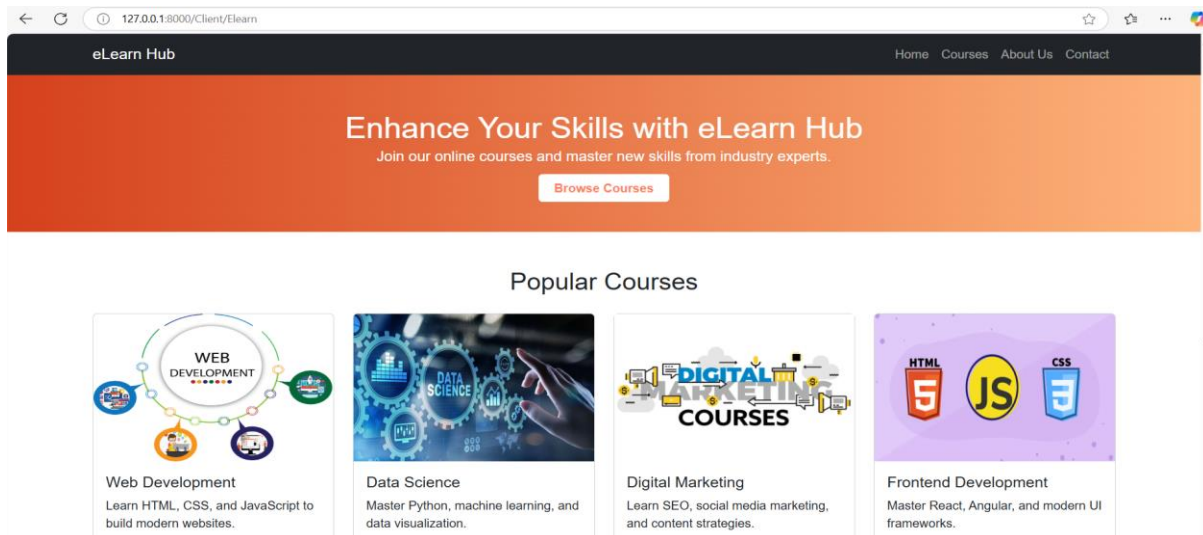 127.0.0.1:8000/Client/Elearn
eLearn Hub
Home Courses About Us Contact
Enhance Your Skills with eLearn Hub
Join our online courses and master new skills from industry experts.
Browse Courses
Popular Courses
WEB
DEVELOPMENT
DATA
SCIENCE
DIGITAL
MARKETING
COURSES
HTML
5
JS
CSS
3
Web Development
Learn HTML, CSS, and JavaScript to
build modern websites.
Data Science
Master Python, machine learning, and
data visualization.
Digital Marketing
Learn SEO, social media marketing,
and content strategies.
Frontend Development
Master React, Angular, and modern UI
frameworks.